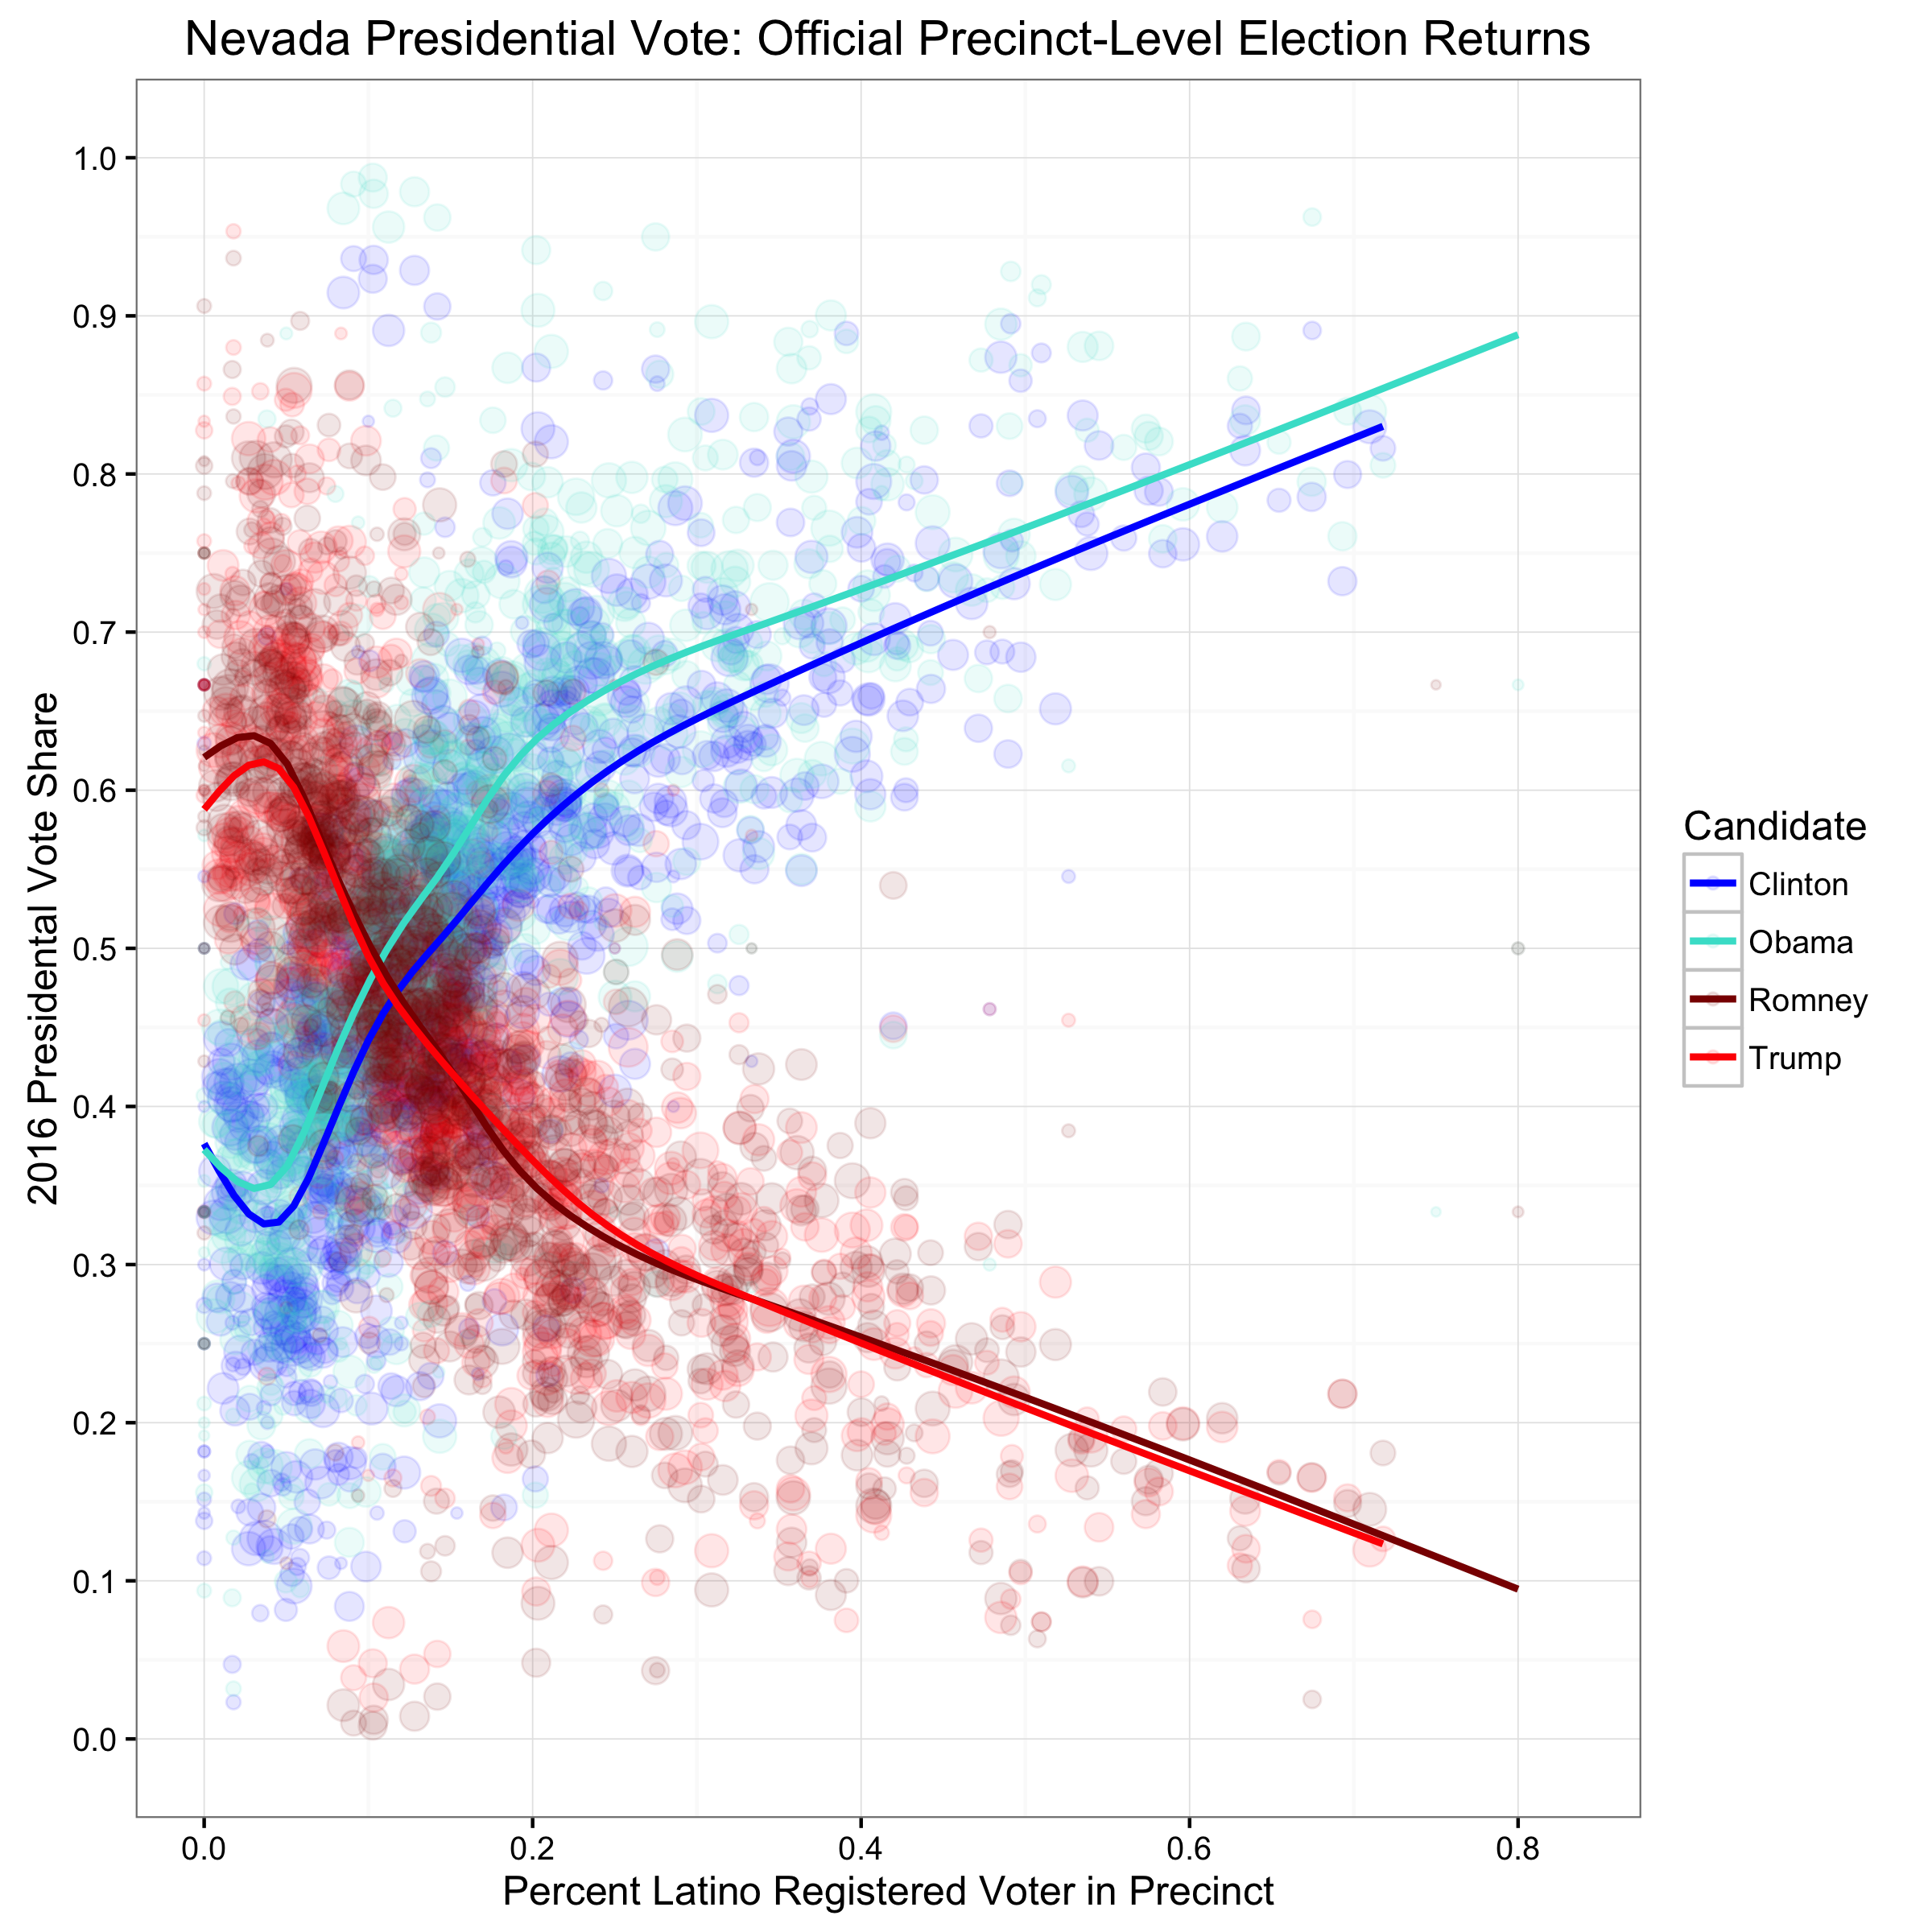 Nevada Presidential Vote: Official Precinct-Level Election Returns
1.0
0.9
0.8
0.7
0.6
0.5
0.4
0.3
0.2
0.1
0.0
2016 Presidental Vote Share
0.0 0.2 0.4 0.6 0.8
Percent Latino Registered Voter in Precinct
Candidate
Clinton
Obama
Romney
Trump